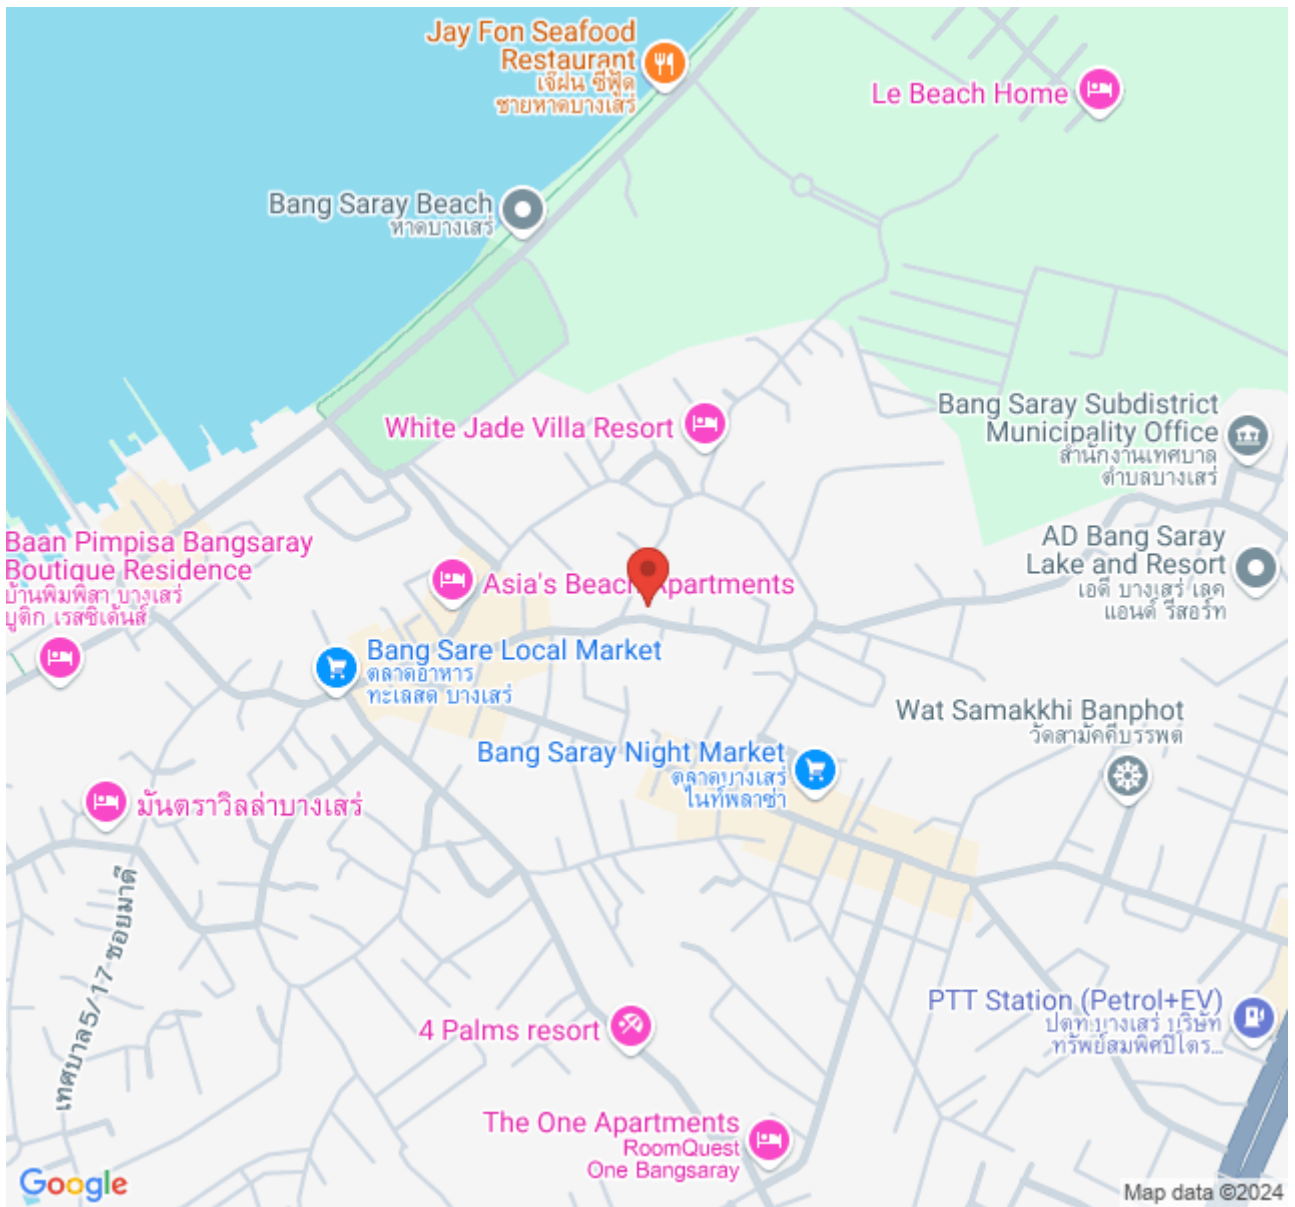 Jay Fon Seafood
Restaurant
เจ๊ฝน ซีฟู้ด
ชายหาดบางเสร่
Le Beach Home
Bang Saray Beach
หาดบางเสร่
White Jade Villa Resort
Bang Saray Subdistrict
Municipality Office
สำนักงานเทศบาล
ตำบลบางเสร่
Baan Pimpisa Bangsaray
Boutique Residence
บ้านพิมพิสา บางเสร่
บูติก เรสซิเด้นส์
Asia's Beach Apartments
AD Bang Saray
Lake and Resort
เอดี บางเสร่ เลค
แอนด์ รีสอร์ท
Bang Sare Local Market
ตลาดอาหาร
ทะเลสด บางเสร่
Wat Samakkhi Banphot
วัดสามัคคีบรรพต
Bang Saray Night Market
ตลาดบางเสร่
ไนท์พลาซ่า
มันตราวิลล่าบางเสร่
เทศบาล5/17 ซอยมาดี
PTT Station (Petrol+EV)
ปตท.บางเสร่ บริษัท
ทรัพย์สมพิศปิโตร...
4 Palms resort
The One Apartments
RoomQuest
One Bangsaray
Google
Map data ©2024